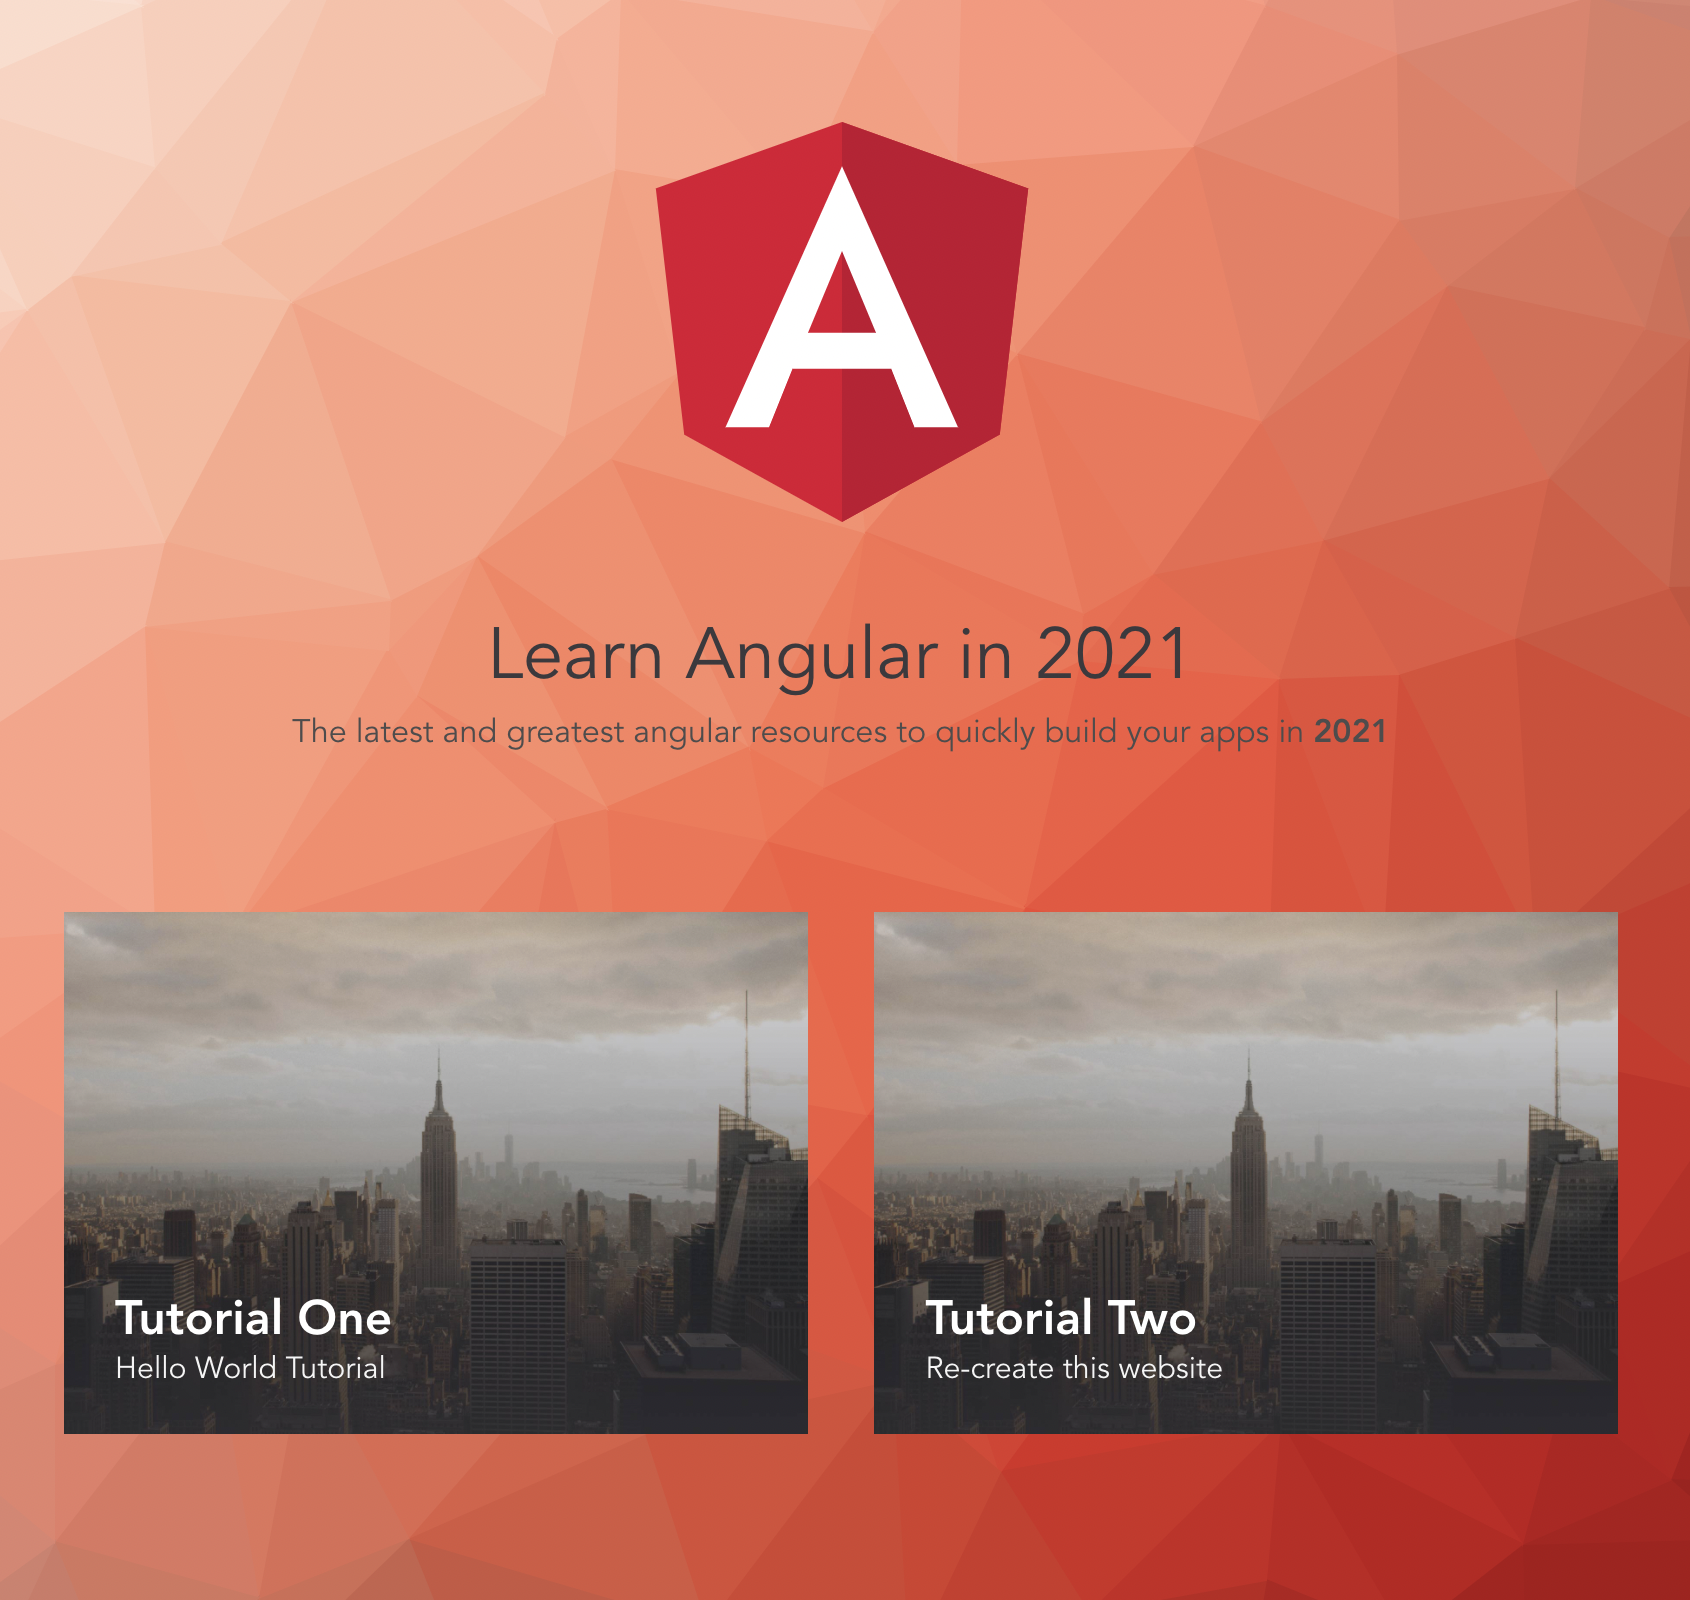 A
Learn Angular in 2021
The latest and greatest angular resources to quickly build your apps in 2021
Tutorial One
Hello World Tutorial
Tutorial Two
Re-create this website